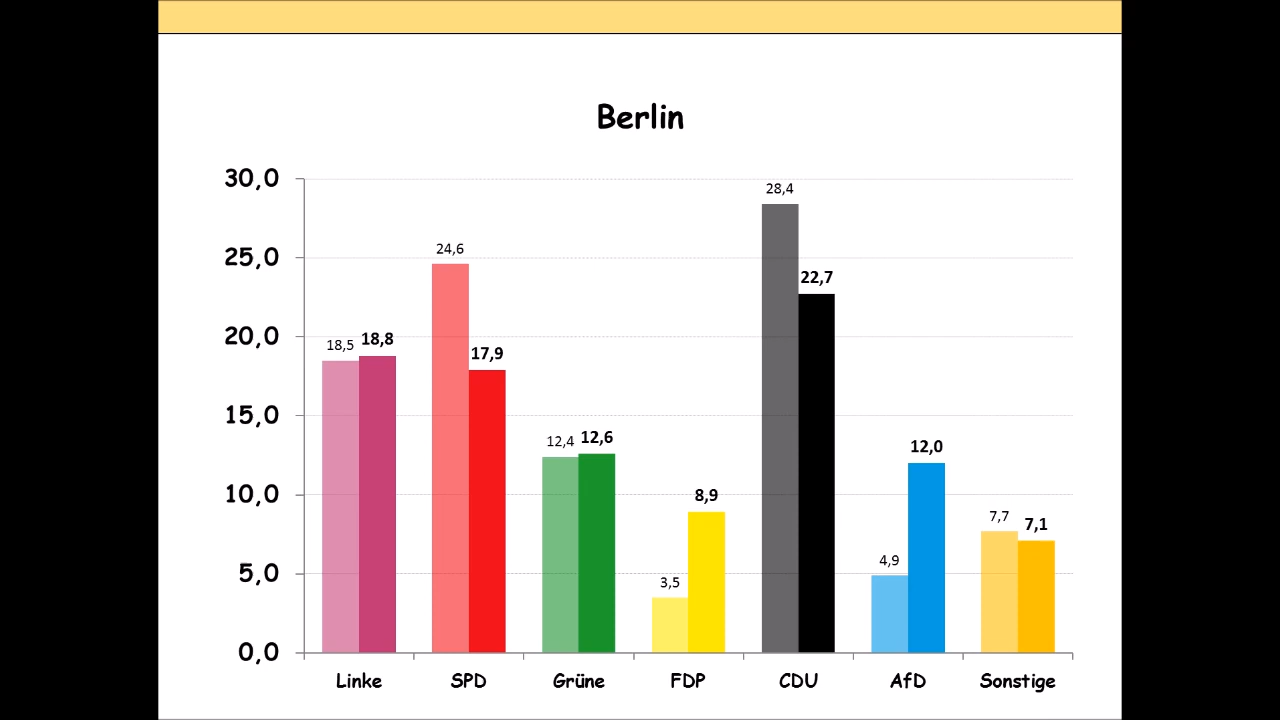 Berlin
30,0
25,0
20,0
15,0
10,0
5,0
0,0
18,5
18,8
24,6
17,9
12,4
12,6
3,5
8,9
28,4
22,7
4,9
12,0
7,7
7,1
Linke
SPD
Grüne
FDP
CDU
AfD
Sonstige